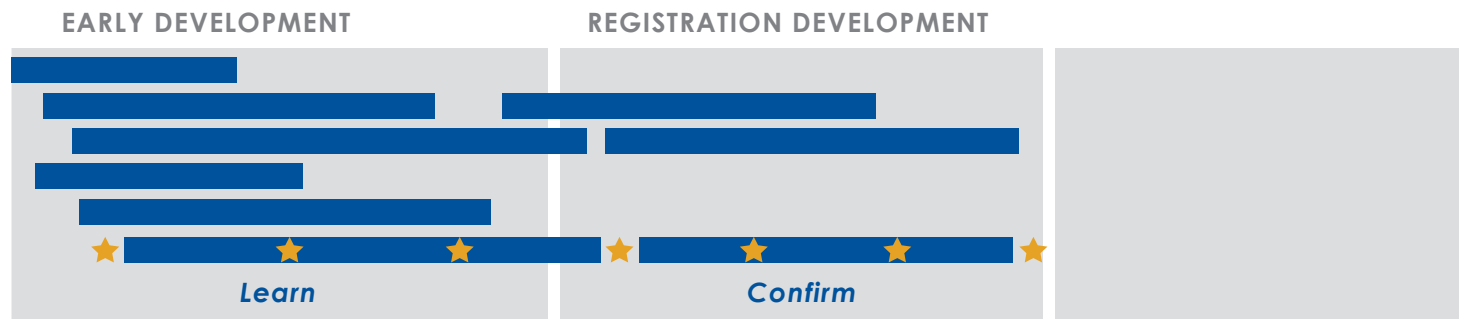 EARLY DEVELOPMENT
REGISTRATION DEVELOPMENT
Learn
Confirm